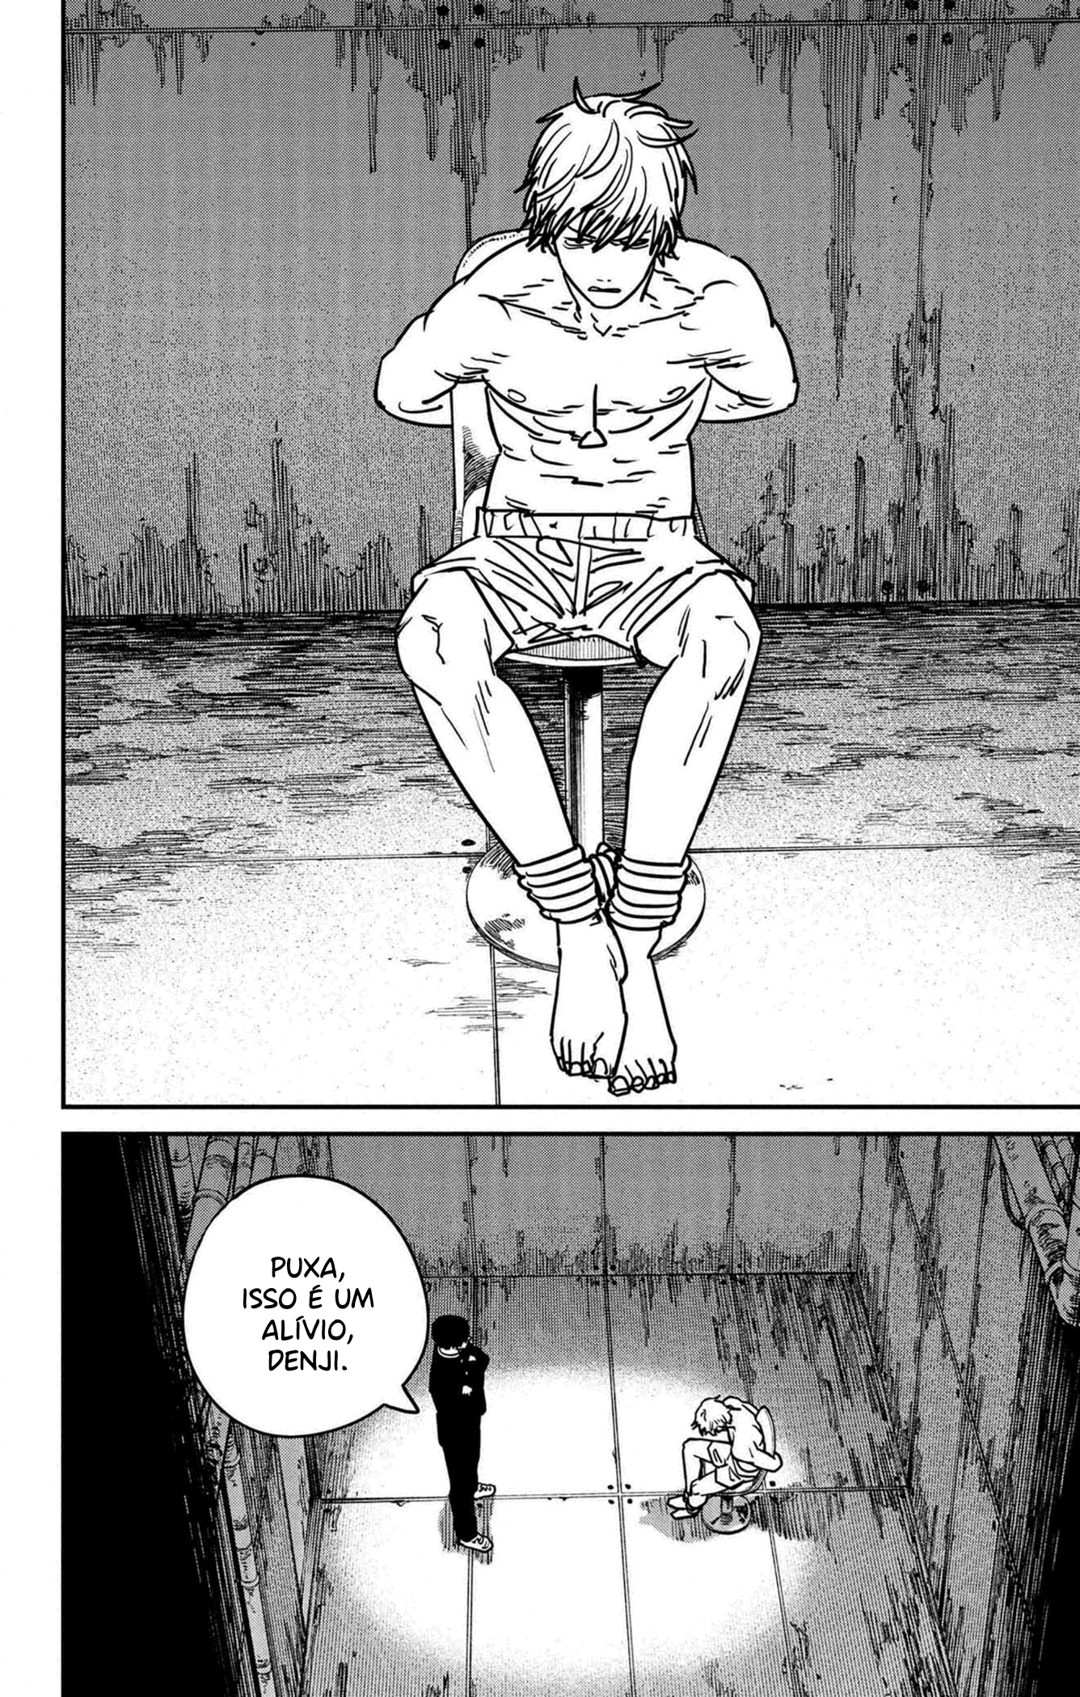 PUXA,
ISSO É UM
ALÍVIO,
DENJI.